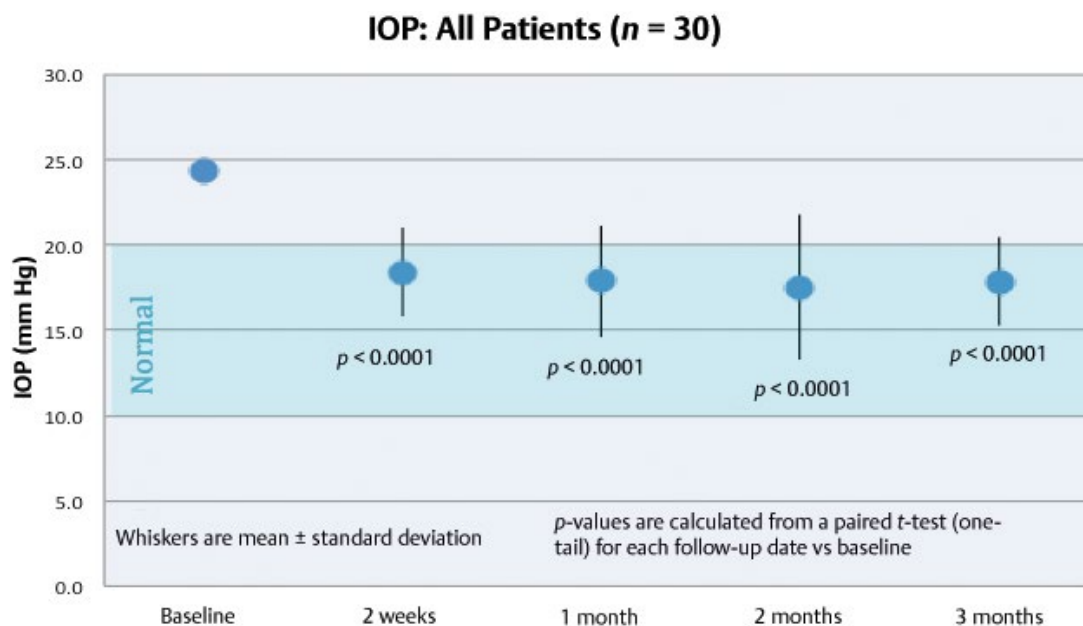 IOP: All Patients (n = 30)
30.0
25.0
20.0
15.0
10.0
5.0
0.0
IOP (mm Hg)
Normal
p < 0.0001
p < 0.0001
p < 0.0001
p < 0.0001
Whiskers are mean ± standard deviation
p-values are calculated from a paired t-test (one-
tail) for each follow-up date vs baseline
Baseline
2 weeks
1 month
2 months
3 months